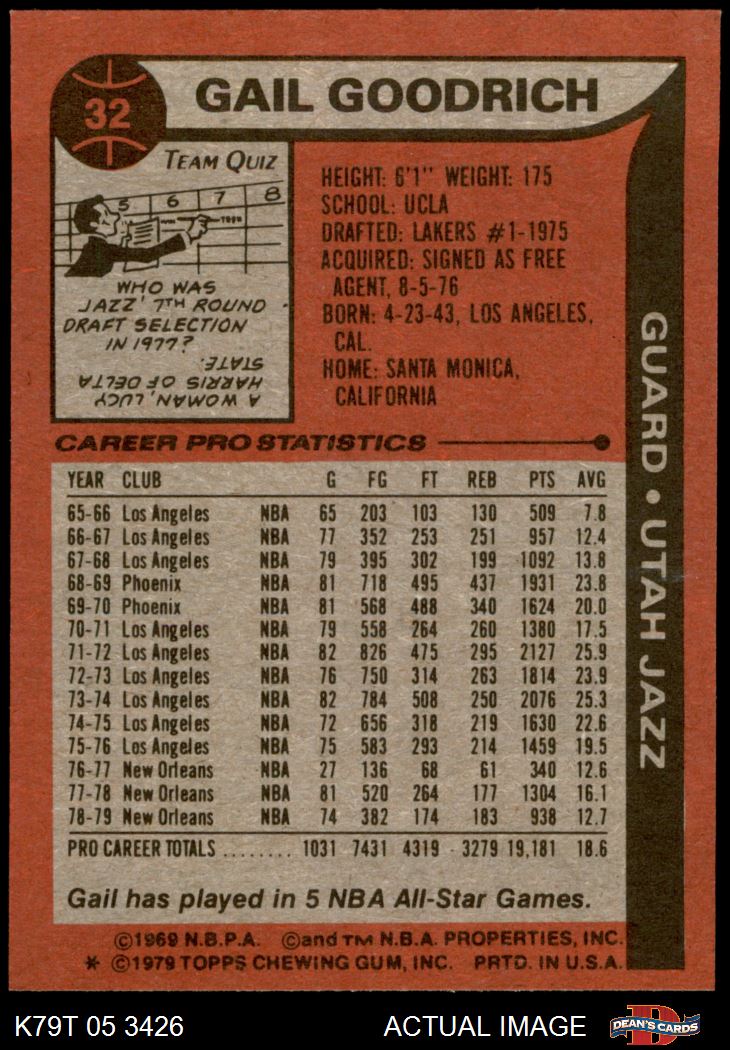 32
GAIL GOODRICH
TEAM QUIZ
5 6 7 8
WHO WAS
JAZZ' 7TH ROUND
DRAFT SELECTION
IN 1977?
A WOMAN, LUCY
HARRIS OF DELTA
STATE.
HEIGHT: 6'1" WEIGHT: 175
SCHOOL: UCLA
DRAFTED: LAKERS #1-1975
ACQUIRED: SIGNED AS FREE
AGENT, 8-5-76
BORN: 4-23-43, LOS ANGELES,
CAL.
HOME: SANTA MONICA,
CALIFORNIA
GUARD • UTAH JAZZ
CAREER PRO STATISTICS
YEAR CLUB G FG FT REB PTS AVG
65-66 Los Angeles NBA 65 203 103 130 509 7.8
66-67 Los Angeles NBA 77 352 253 251 957 12.4
67-68 Los Angeles NBA 79 395 302 199 1092 13.8
68-69 Phoenix NBA 81 718 495 437 1931 23.8
69-70 Phoenix NBA 81 568 488 340 1624 20.0
70-71 Los Angeles NBA 79 558 264 260 1380 17.5
71-72 Los Angeles NBA 82 826 475 295 2127 25.9
72-73 Los Angeles NBA 76 750 314 263 1814 23.9
73-74 Los Angeles NBA 82 784 508 250 2076 25.3
74-75 Los Angeles NBA 72 656 318 219 1630 22.6
75-76 Los Angeles NBA 75 583 293 214 1459 19.5
76-77 New Orleans NBA 27 136 68 61 340 12.6
77-78 New Orleans NBA 81 520 264 177 1304 16.1
78-79 New Orleans NBA 74 382 174 183 938 12.7
PRO CAREER TOTALS ........ 1031 7431 4319 3279 19,181 18.6
Gail has played in 5 NBA All-Star Games.
©1969 N.B.P.A. ©and TM N.B.A. PROPERTIES, INC.
* ©1979 TOPPS CHEWING GUM, INC. PRTD. IN U.S.A.
K79T 05 3426
ACTUAL IMAGE
D
DEAN'S CARDS